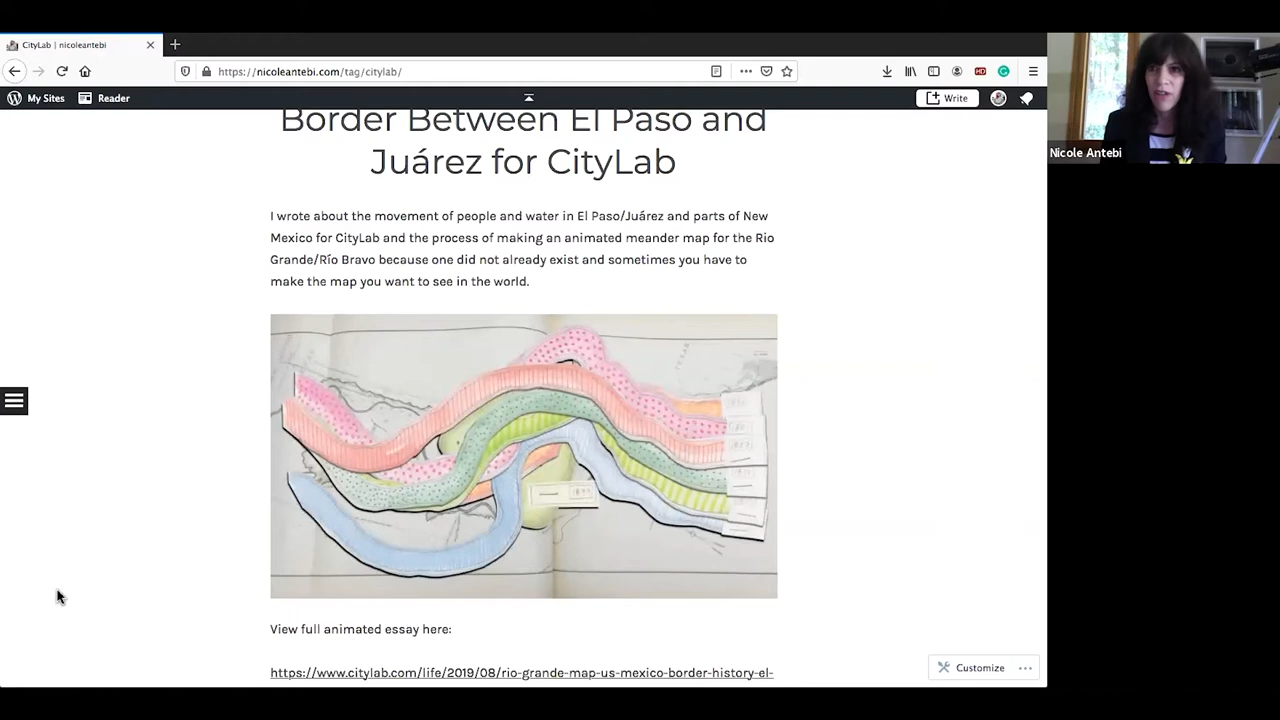 CityLab | nicoleantebi
https://nicoleantebi.com/tag/citylab/
My Sites
Reader
Write
Nicole Antebi
Border Between El Paso and
Juárez for CityLab
I wrote about the movement of people and water in El Paso/Juárez and parts of New
Mexico for CityLab and the process of making an animated meander map for the Rio
Grande/Río Bravo because one did not already exist and sometimes you have to
make the map you want to see in the world.
View full animated essay here:
https://www.citylab.com/life/2019/08/rio-grande-map-us-mexico-border-history-el-
Customize